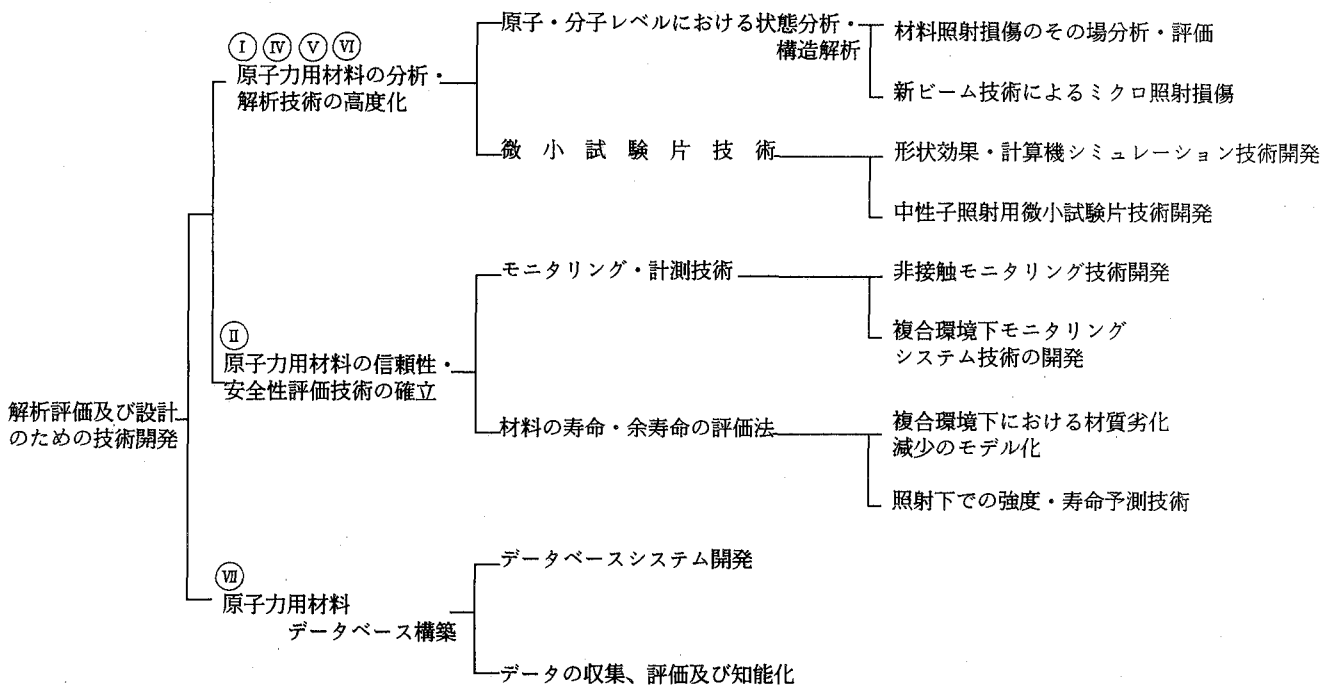 解析評価及び設計
のための技術開発
Ⅰ Ⅳ Ⅴ Ⅵ
原子力用材料の分析・
解析技術の高度化
原子・分子レベルにおける状態分析・
構造解析
材料照射損傷のその場分析・評価
新ビーム技術によるミクロ照射損傷
微小試験片技術
形状効果・計算機シミュレーション技術開発
中性子照射用微小試験片技術開発
Ⅱ
原子力用材料の信頼性・
安全性評価技術の確立
モニタリング・計測技術
非接触モニタリング技術開発
複合環境下モニタリング
システム技術の開発
材料の寿命・余寿命の評価法
複合環境下における材質劣化
減少のモデル化
照射下での強度・寿命予測技術
Ⅶ
原子力用材料
データベース構築
データベースシステム開発
データの収集、評価及び知能化